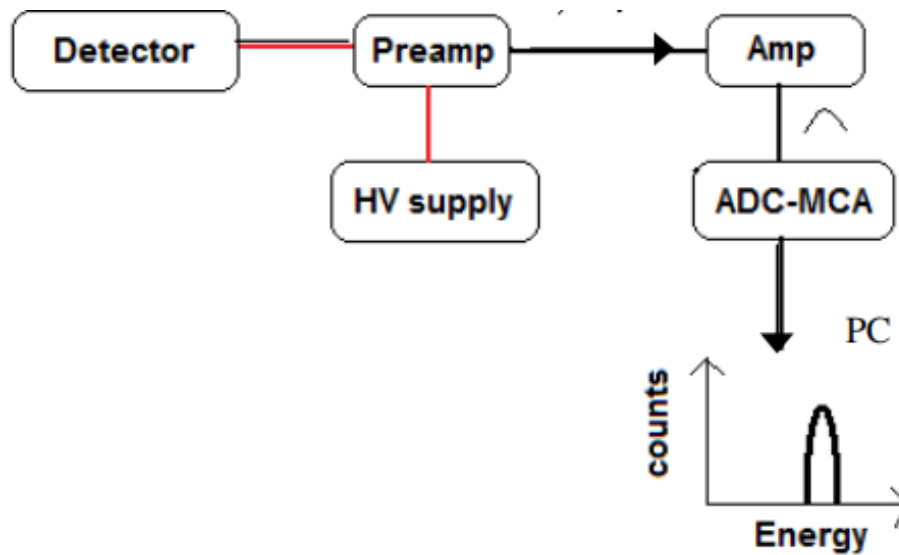 Detector
Preamp
Amp
HV supply
ADC-MCA
PC
counts
Energy